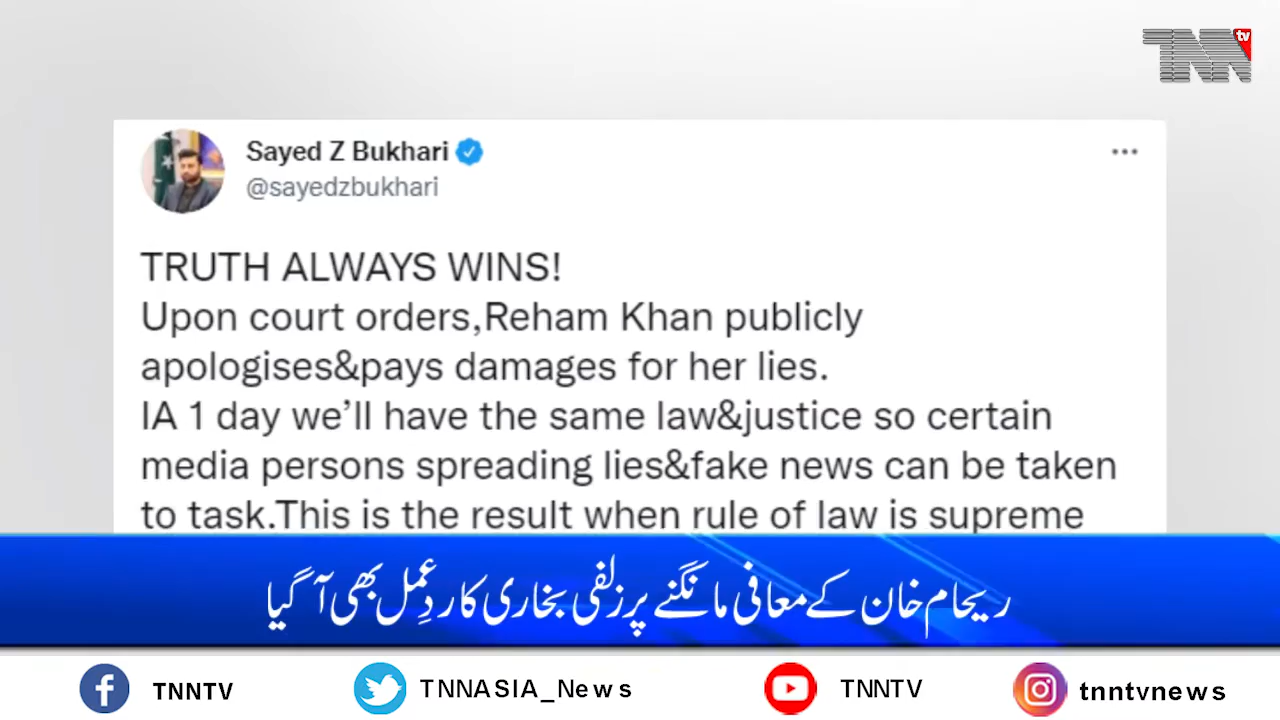 TNN tv
Sayed Z Bukhari
@sayedzbukhari
TRUTH ALWAYS WINS!
Upon court orders,Reham Khan publicly
apologises&pays damages for her lies.
IA 1 day we’ll have the same law&justice so certain
media persons spreading lies&fake news can be taken
to task.This is the result when rule of law is supreme
ریحام خان کے معافی مانگنے پر زلفی بخاری کا ردِعمل بھی آ گیا
TNNTV TNNASIA_News TNNTV tnntvnews